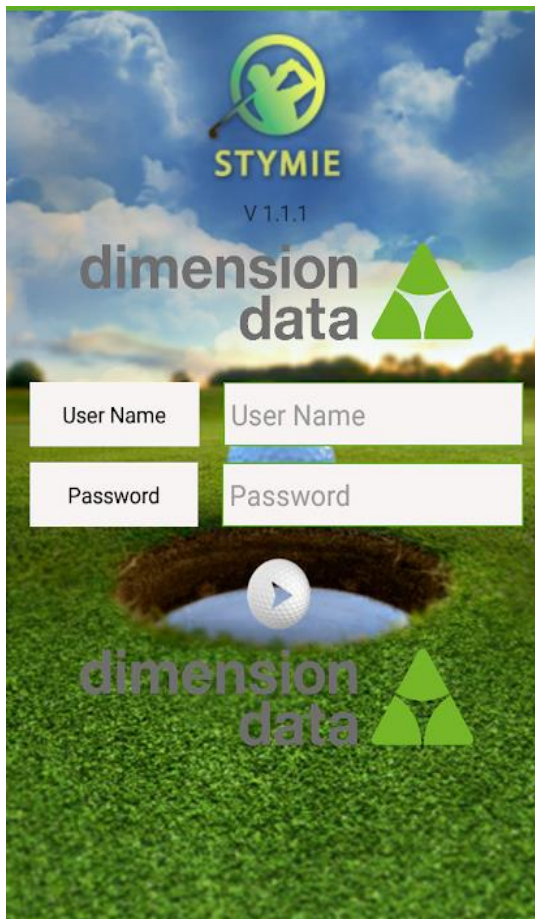 STYMIE
V 1.1.1
dimension
data
User Name
User Name
Password
Password
dimension
data